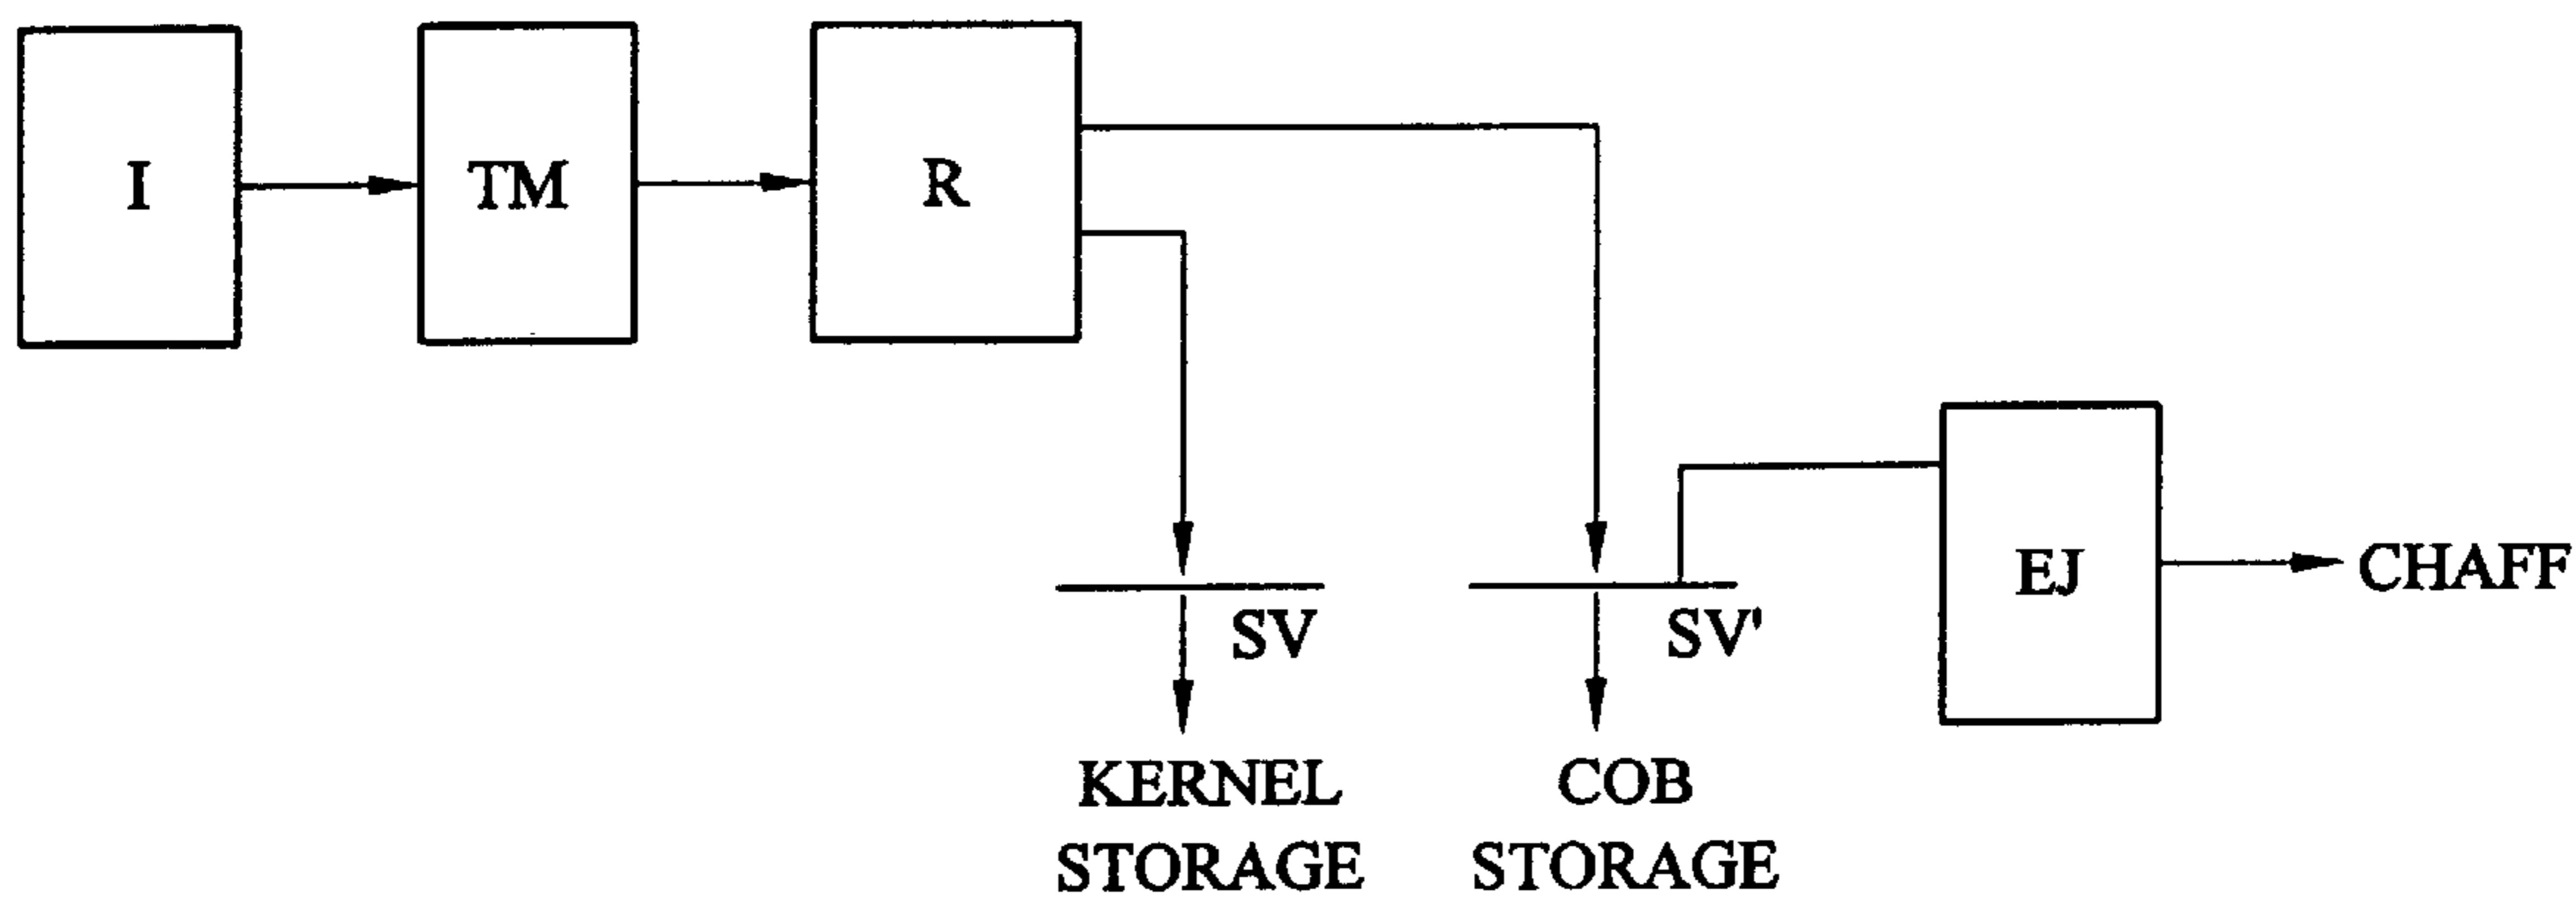 I
TM
R
EJ
CHAFF
SV
SV'
KERNEL
STORAGE
COB
STORAGE